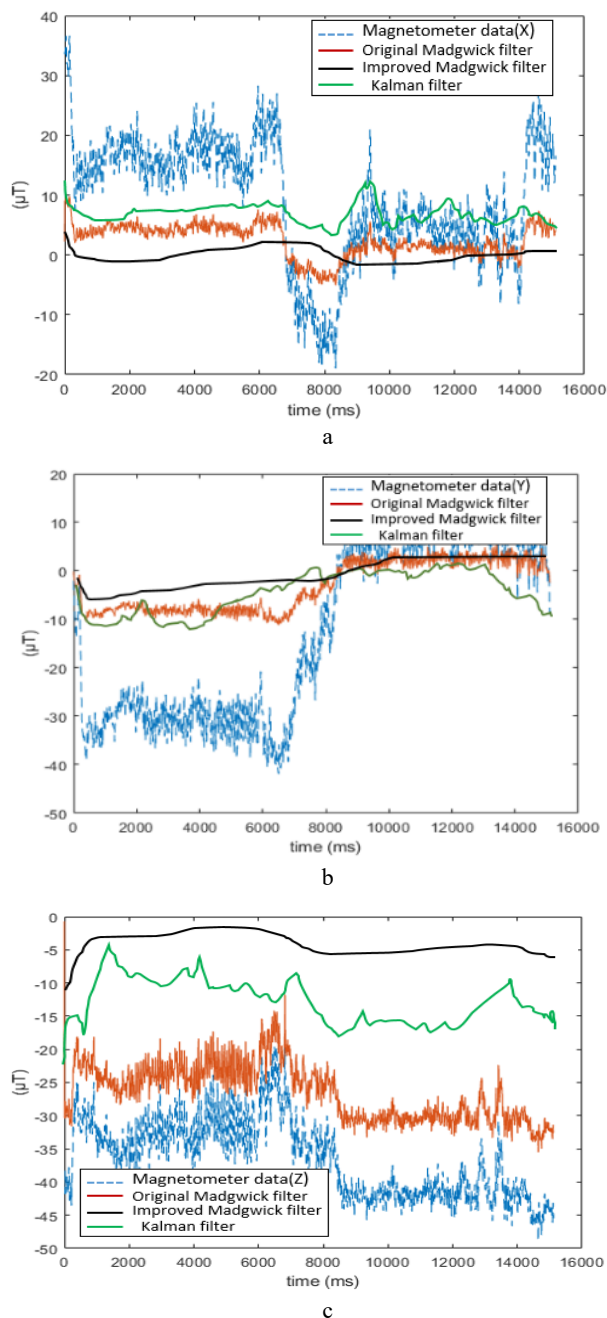 40
30
20
10
0
-10
-20
(µT)
Magnetometer data(X)
Original Madgwick filter
Improved Madgwick filter
Kalman filter
0 2000 4000 6000 8000 10000 12000 14000 16000
time (ms)
a
20
10
0
-10
-20
-30
-40
-50
(µT)
Magnetometer data(Y)
Original Madgwick filter
Improved Madgwick filter
Kalman filter
0 2000 4000 6000 8000 10000 12000 14000 16000
time (ms)
b
0
-5
-10
-15
-20
-25
-30
-35
-40
-45
-50
(µT)
Magnetometer data(Z)
Original Madgwick filter
Improved Madgwick filter
Kalman filter
0 2000 4000 6000 8000 10000 12000 14000 16000
time (ms)
c